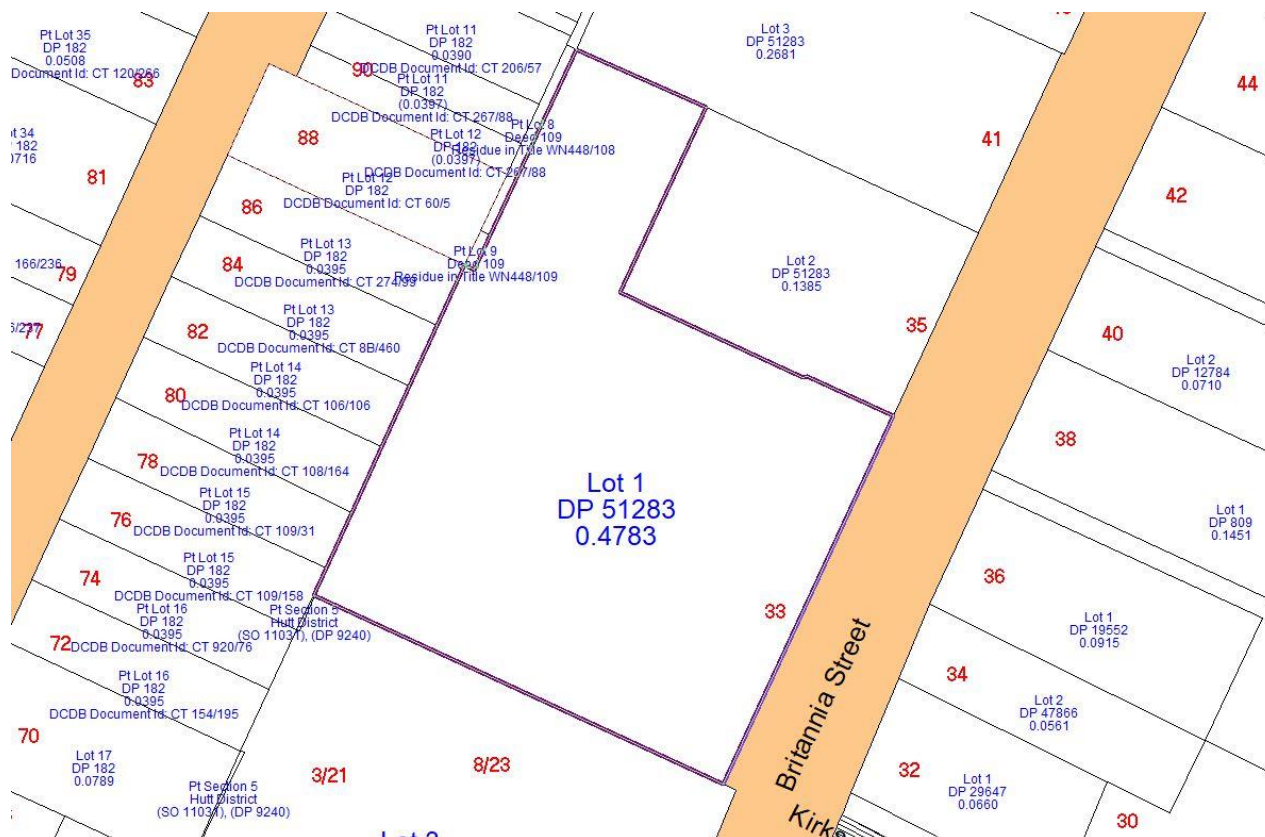 Pt Lot 35
DP 182
0.0508
Document Id: CT 120/266
83
Pt Lot 11
DP 182
0.0390
DCDB Document Id: CT 206/57
90
Pt Lot 11
DP 182
(0.0397)
DCDB Document Id: CT 267/88
Pt Lot 12
DP 182
(0.0397)
DCDB Document Id: CT 267/88
Pt Lot 8
Deed 109
Residue in Title WN448/108
88
Pt Lot 12
DP 182
DCDB Document Id: CT 60/5
86
81
Pt Lot 9
Deed 109
Residue in Title WN448/109
Pt Lot 13
DP 182
0.0395
DCDB Document Id: CT 274/99
84
166/236
79
77
Pt Lot 13
DP 182
0.0395
DCDB Document Id: CT 8B/460
82
Pt Lot 14
DP 182
0.0395
DCDB Document Id: CT 106/106
80
Pt Lot 14
DP 182
0.0395
DCDB Document Id: CT 108/164
78
Pt Lot 15
DP 182
0.0395
DCDB Document Id: CT 109/31
76
Pt Lot 15
DP 182
0.0395
DCDB Document Id: CT 109/158
74
Pt Lot 16
DP 182
0.0395
DCDB Document Id: CT 920/76
72
Pt Lot 16
DP 182
0.0395
DCDB Document Id: CT 154/195
70
Lot 17
DP 182
0.0789
Pt Section 5
Hutt District
(SO 11031), (DP 9240)
Pt Section 5
Hutt District
(SO 11031), (DP 9240)
3/21
8/23
Lot 1
DP 51283
0.4783
33
Lot 3
DP 51283
0.2681
Lot 2
DP 51283
0.1385
35
41
Britannia Street
44
42
40
Lot 2
DP 12784
0.0710
38
Lot 1
DP 809
0.1451
36
Lot 1
DP 19552
0.0915
34
Lot 2
DP 47866
0.0561
32
Lot 1
DP 29647
0.0660
30